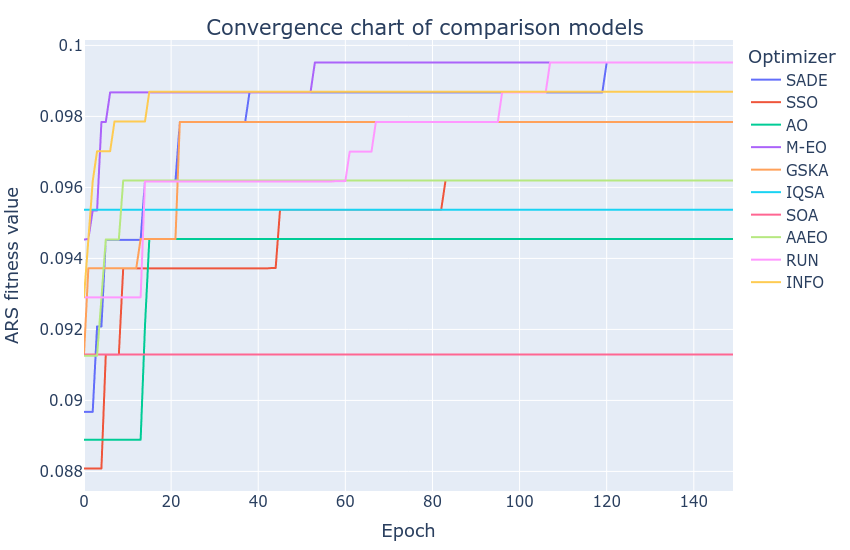 Convergence chart of comparison models
ARS fitness value
0.1
0.098
0.096
0.094
0.092
0.09
0.088
0
20
40
60
80
100
120
140
Epoch
Optimizer
SADE
SSO
AO
M-EO
GSKA
IQSA
SOA
AAEO
RUN
INFO